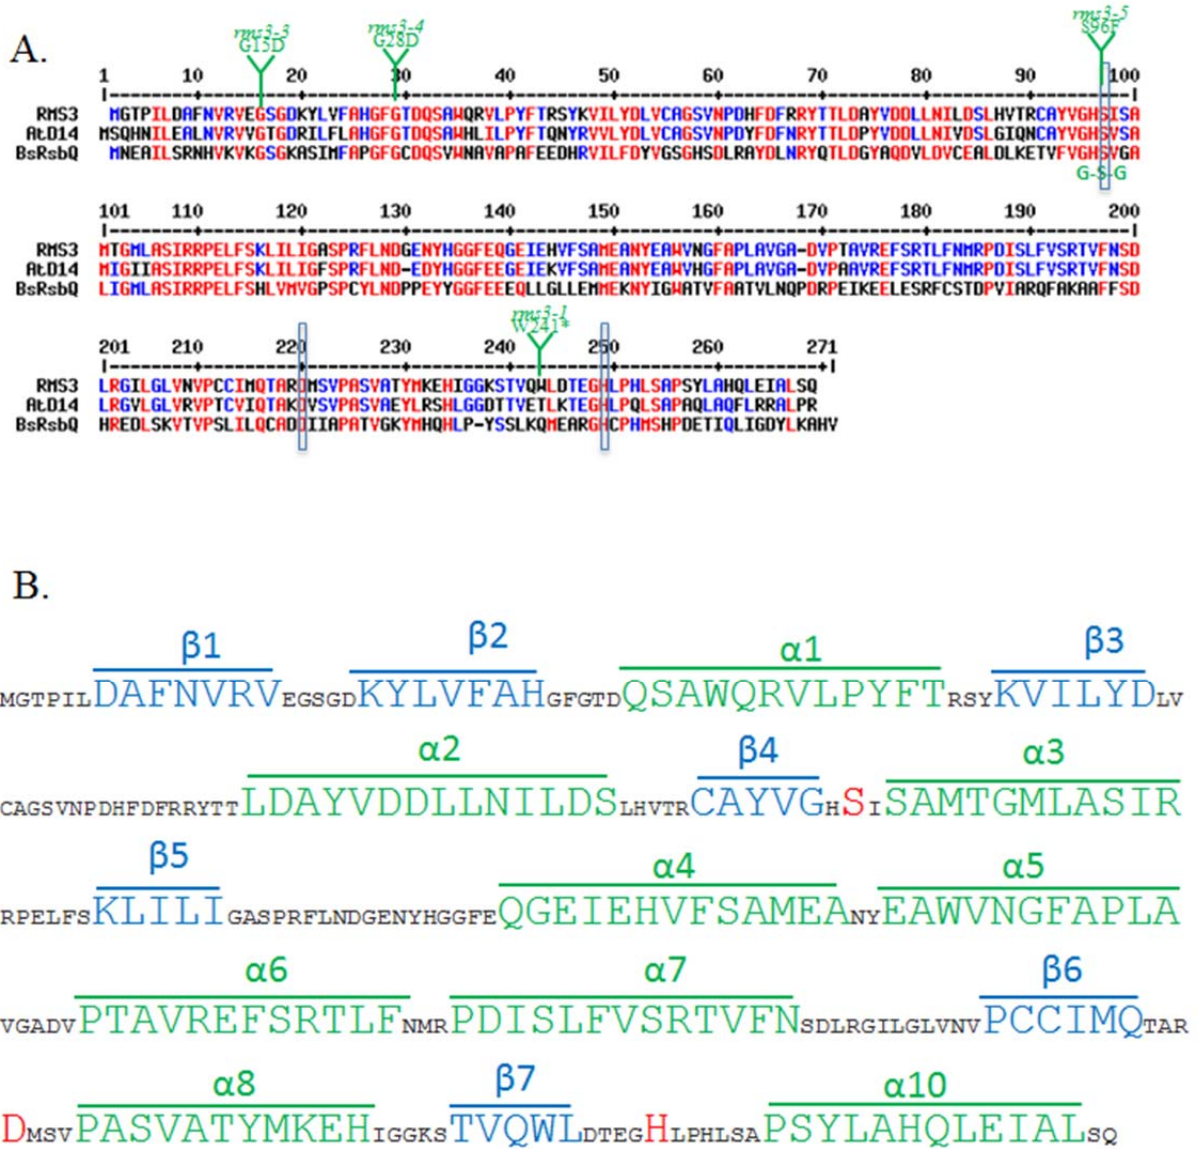 A.
rms3-3
G15D
rms3-4
G28D
rms3-5
S96F
1 10 20 30 40 50 60 70 80 90 100
RMS3 MGTPILDAFNVRVEGSGDKYLVFAHGFGTDQSAWQRVLPYFTRSYKVILYDLVCAGSVNPDHFDFRRYTTLDAYVDDLLNILDSLHVTRCAYVGHSISA
AtD14 MSQHNILEALNVRVVGTGDRILFLAHGFGTDQSAWHLILPYFTQNYRVVLYDLVCAGSVNPDYFDFNRYTTLDPYVDDLLNIVDSLGIQNCAYVGHSVSA
BsRsbQ MNEAILSRNHVKVKGSGKASIMFAPGFGCDQSVWNAVAPAFEEDHRVILFDYVGSGHSDLRAYDLNRYQTLDGYAQDVLDVCEALDLKETVFVGHSVGA
G-S-G
101 110 120 130 140 150 160 170 180 190 200
RMS3 MTGMLASIRRPELFSKLILIGASPRFLNDGENYHGGFEQGEIEHVFSAMEANYEAWVNGFAPLAVGA-DVPTAVREFSRTLFNMRPDISLFVSRTVFNSD
AtD14 MIGIIASIRRPELFSKLILIGFSPRFLND-EDYHGGFEEGEIEKVFSAMEANYEAWVHGFAPLAVGA-DVPAAVREFSRTLFNMRPDISLFVSRTVFNSD
BsRsbQ LIGMLASIRRPELFSHLVMVGPSPCYLNDPPEYYGGFEEEQLLGLLEMMEKNYIGWATVFAATVLNQPDRPEIKEELESRFCSTDPVIARQFAKAAFFSD
rms3-1
W241*
201 210 220 230 240 250 260 271
RMS3 LRGILGLVNVPCCIMQTARDMSVPASVATYMKEHIGGKSTVQWLDTEGHLPHLSAPSYLAHQLEIALSQ
AtD14 LRGVLGLVRVPTCVIQTAKDVSVPASVAEYLRSHLGGDTTVETLKTEGHLPQLSAPAQLAQFLRRALPR
BsRsbQ HREDLSKVTVPSLILQCADDIIAPATVGKYMHQHLP-YSSLKQMEARGHCPHMSHPDETIQLIGDYLKAHV
B.
β1 β2 α1 β3
MGTPILDAFNVRVEGSGDKYLVFAHGFGTDQSAWQRVLPYFTRSYKVILYDLV
α2 β4 α3
CAGSVNPDHFDFRRYTTLDAYVDDLLNILDSLHVTRCAYVGHSISAMTGMLASIR
β5 α4 α5
RPELFSKLILIGASPRFLNDGENYHGGFEQGEIEHVFSAMEANYEAWVNGFAPLA
α6 α7 β6
VGADVPTAVREFSRTLFNMRPDISLFVSRTVFNSDLRGILGLVNVPCCIMQTAR
α8 β7 α10
DMSVPASVATYMKEHIGGKSTVQWLDTEGHLPHLSAPSYLAHQLEIALSQ